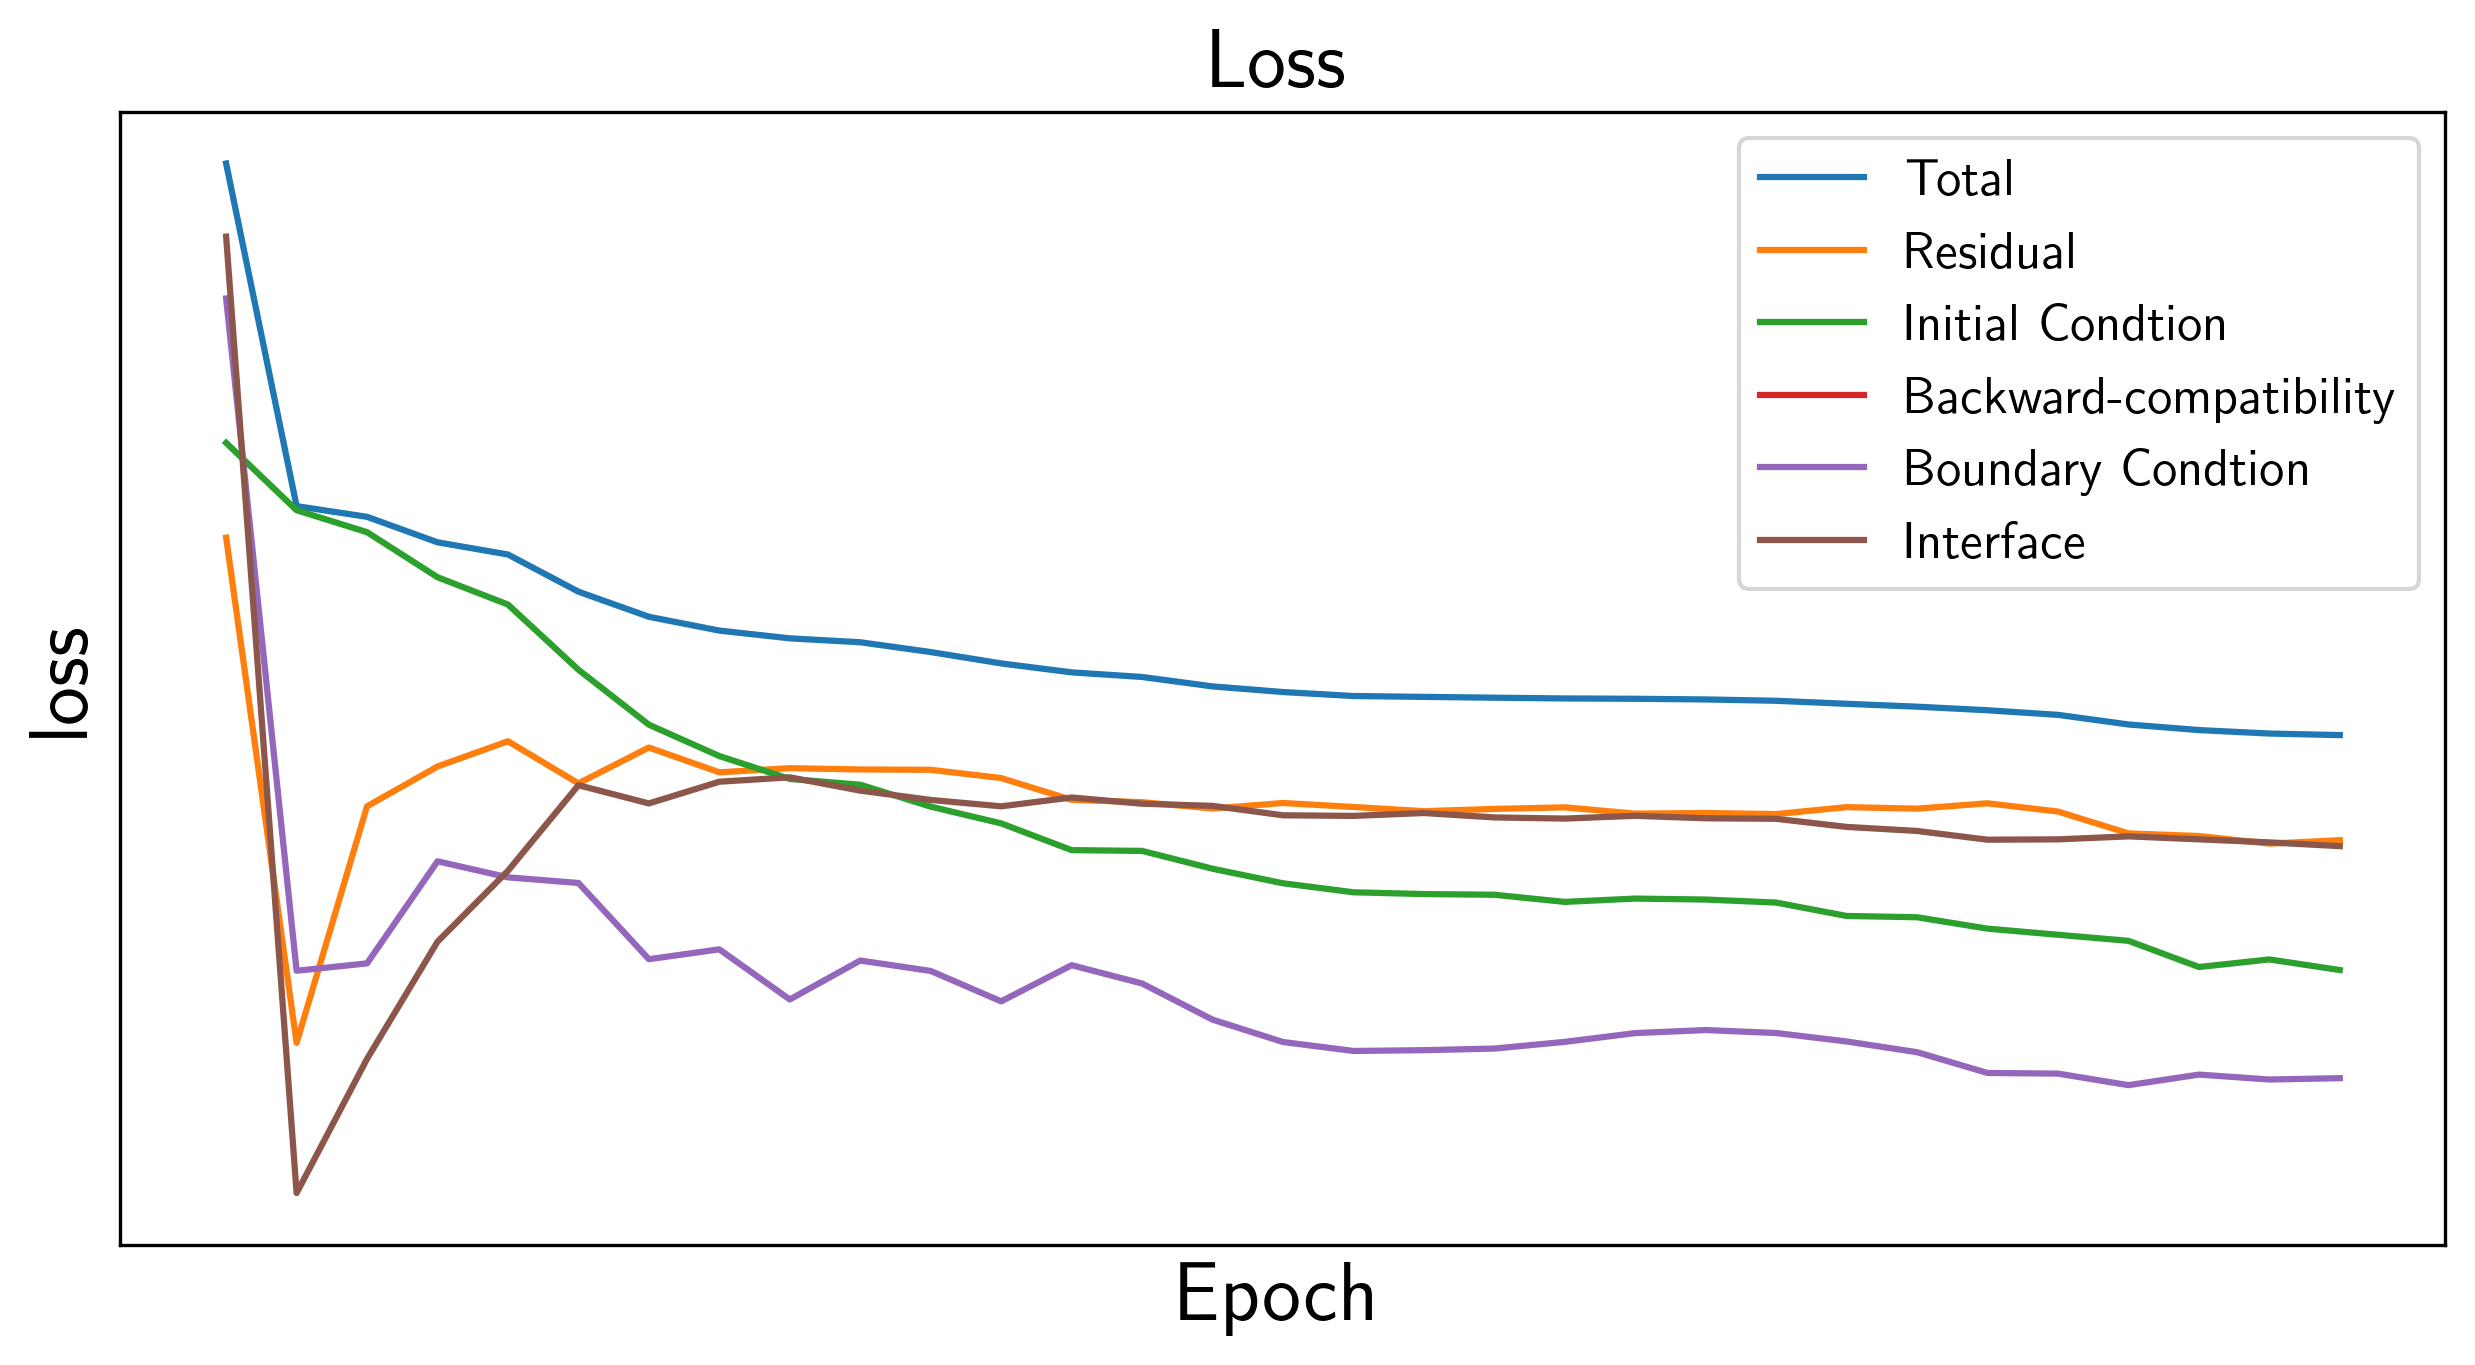 Loss
loss
Total
Residual
Initial Condtion
Backward-compatibility
Boundary Condtion
Interface
Epoch